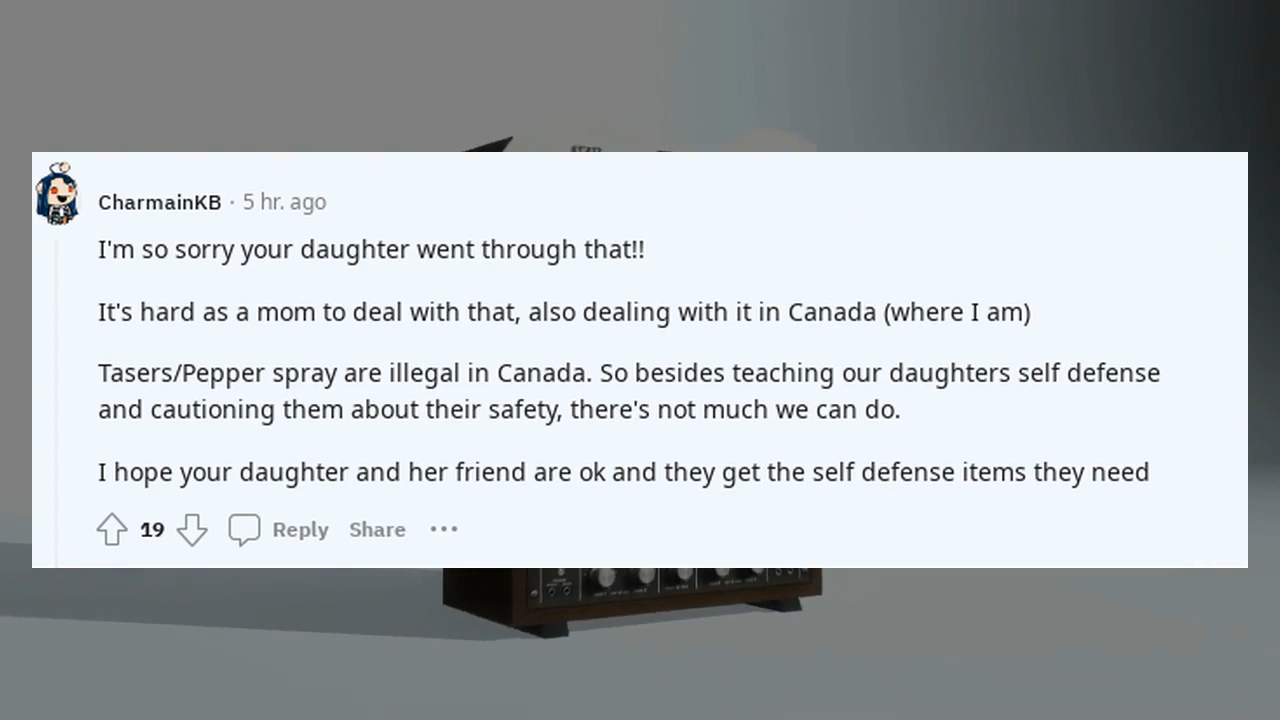 CharmainKB · 5 hr. ago
I'm so sorry your daughter went through that!!
It's hard as a mom to deal with that, also dealing with it in Canada (where I am)
Tasers/Pepper spray are illegal in Canada. So besides teaching our daughters self defense
and cautioning them about their safety, there's not much we can do.
I hope your daughter and her friend are ok and they get the self defense items they need
19 Reply Share